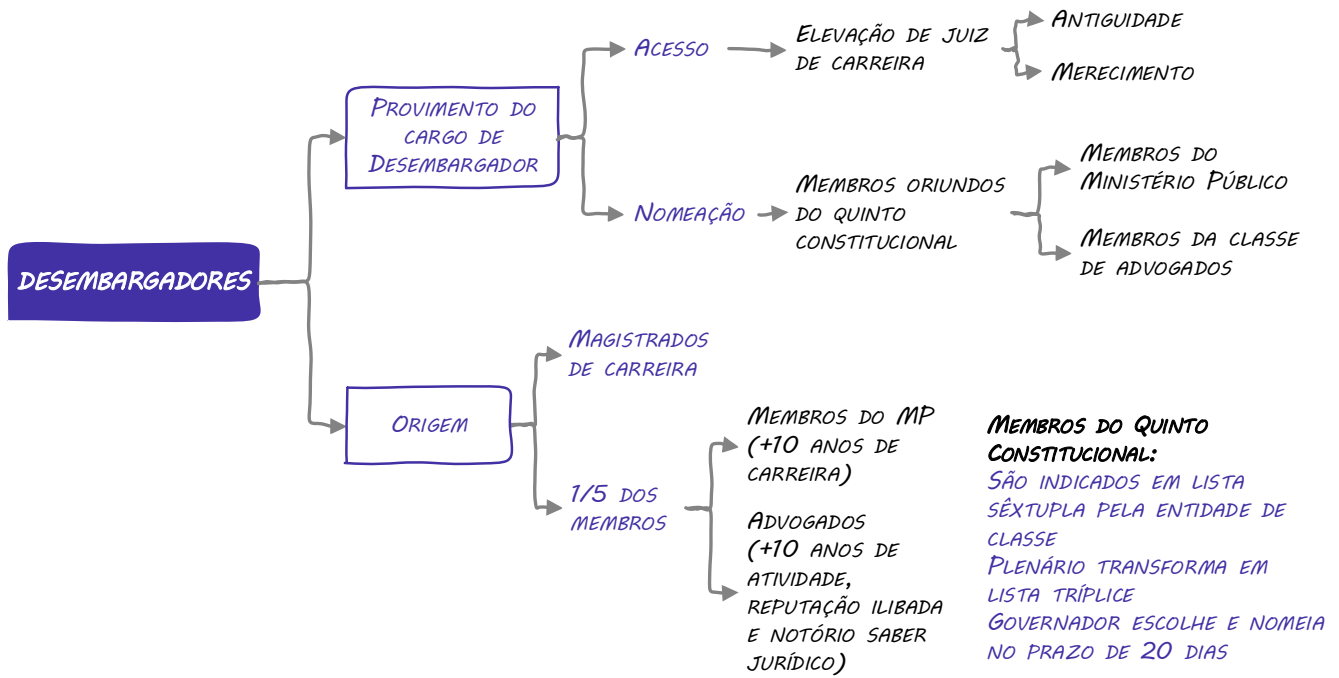 DESEMBARGADORES
PROVIMENTO DO
CARGO DE
DESEMBARGADOR
ACESSO
ELEVAÇÃO DE JUIZ
DE CARREIRA
ANTIGUIDADE
MERECIMENTO
NOMEAÇÃO
MEMBROS ORIUNDOS
DO QUINTO
CONSTITUCIONAL
MEMBROS DO
MINISTÉRIO PÚBLICO
MEMBROS DA CLASSE
DE ADVOGADOS
ORIGEM
MAGISTRADOS
DE CARREIRA
1/5 DOS
MEMBROS
MEMBROS DO MP
(+10 ANOS DE
CARREIRA)
ADVOGADOS
(+10 ANOS DE
ATIVIDADE,
REPUTAÇÃO ILIBADA
E NOTÓRIO SABER
JURÍDICO)
MEMBROS DO QUINTO
CONSTITUCIONAL:
SÃO INDICADOS EM LISTA
SÊXTUPLA PELA ENTIDADE DE
CLASSE
PLENÁRIO TRANSFORMA EM
LISTA TRÍPLICE
GOVERNADOR ESCOLHE E NOMEIA
NO PRAZO DE 20 DIAS